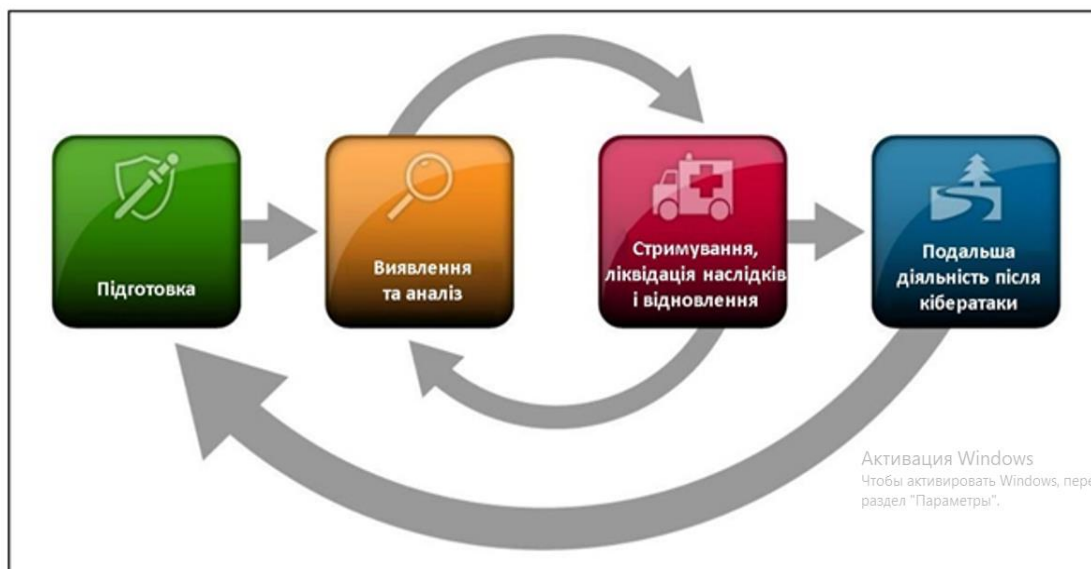 Підготовка
Виявлення
та аналіз
Стримування,
ліквідація наслідків
і відновлення
Подальша
діяльність після
кібератаки
Активация Windows
Чтобы активировать Windows, пере
раздел "Параметры".